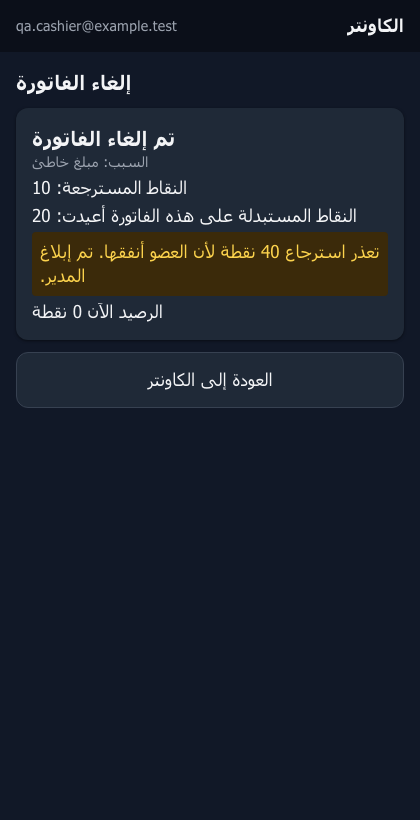 الكاونتر
qa.cashier@example.test
إلغاء الفاتورة
تم إلغاء الفاتورة
السبب: مبلغ خاطئ
النقاط المسترجعة: 10
النقاط المستبدلة على هذه الفاتورة أعيدت: 20
تعذر استرجاع 40 نقطة لأن العضو أنفقها. تم إبلاغ
المدير.
الرصيد الآن 0 نقطة
العودة إلى الكاونتر